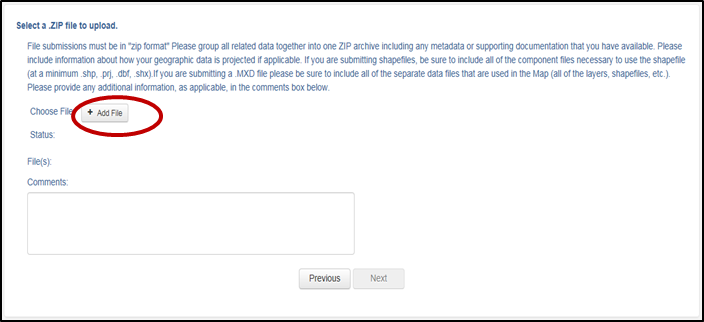 Select a .ZIP file to upload.
File submissions must be in "zip format" Please group all related data together into one ZIP archive including any metadata or supporting documentation that you have available. Please
include information about how your geographic data is projected if applicable. If you are submitting shapefiles, be sure to include all of the component files necessary to use the shapefile
(at a minimum .shp, .prj, .dbf, .shx).If you are submitting a .MXD file please be sure to include all of the separate data files that are used in the Map (all of the layers, shapefiles, etc.).
Please provide any additional information, as applicable, in the comments box below.
Choose File + Add File
Status:
File(s):
Comments:
Previous Next